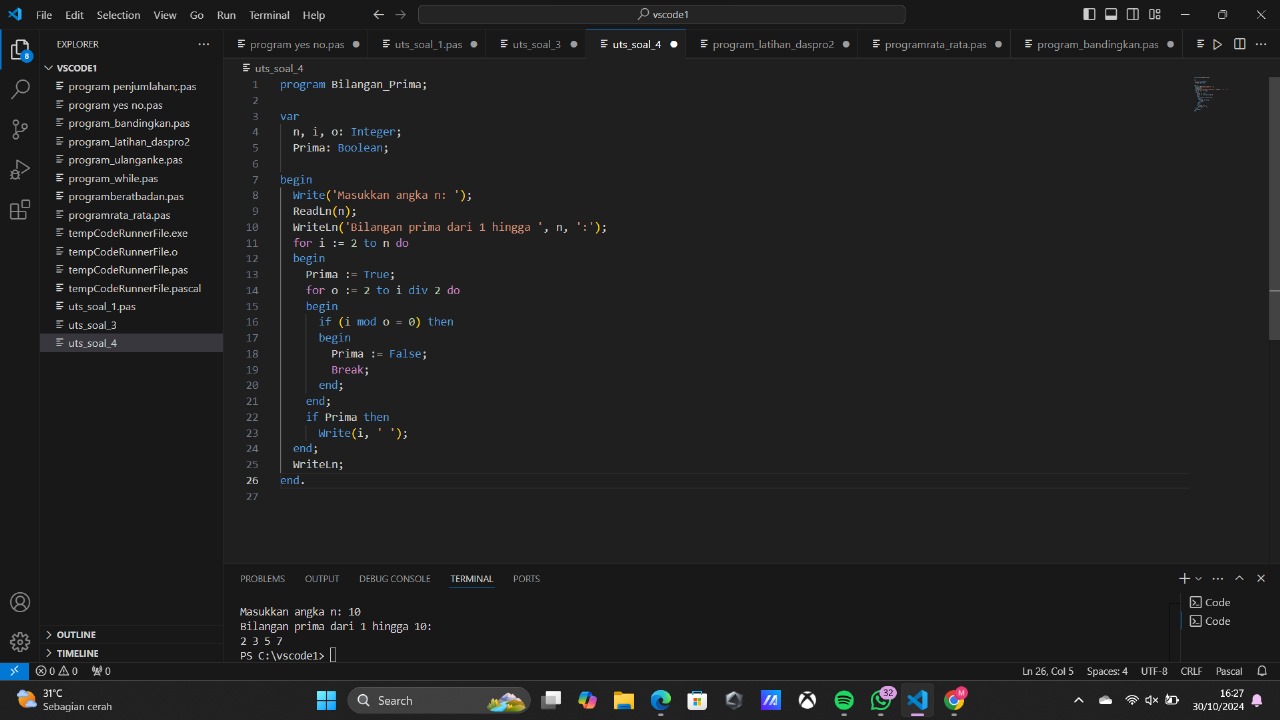 File Edit Selection View Go Run Terminal Help
vscode1
EXPLORER
program yes no.pas
uts_soal_1.pas
uts_soal_3
uts_soal_4
program_latihan_daspro2
programrata_rata.pas
program_bandingkan.pas
8
VSCODE1
program penjumlahan;.pas
program yes no.pas
program_bandingkan.pas
program_latihan_daspro2
program_ulanganke.pas
program_while.pas
programberatbadan.pas
programrata_rata.pas
tempCodeRunnerFile.exe
tempCodeRunnerFile.o
tempCodeRunnerFile.pas
tempCodeRunnerFile.pascal
uts_soal_1.pas
uts_soal_3
uts_soal_4
OUTLINE
TIMELINE
uts_soal_4
1 program Bilangan_Prima;
2
3 var
4 n, i, o: Integer;
5 Prima: Boolean;
6
7 begin
8 Write('Masukkan angka n: ');
9 ReadLn(n);
10 WriteLn('Bilangan prima dari 1 hingga ', n, ':');
11 for i := 2 to n do
12 begin
13 Prima := True;
14 for o := 2 to i div 2 do
15 begin
16 if (i mod o = 0) then
17 begin
18 Prima := False;
19 Break;
20 end;
21 end;
22 if Prima then
23 Write(i, ' ');
24 end;
25 WriteLn;
26 end.
27
PROBLEMS OUTPUT DEBUG CONSOLE TERMINAL PORTS
Masukkan angka n: 10
Bilangan prima dari 1 hingga 10:
2 3 5 7
PS C:\vscode1>
Code
Code
0 0 0
Ln 26, Col 5 Spaces: 4 UTF-8 CRLF Pascal
31°C
Sebagian cerah
Search
32
M
16:27
30/10/2024